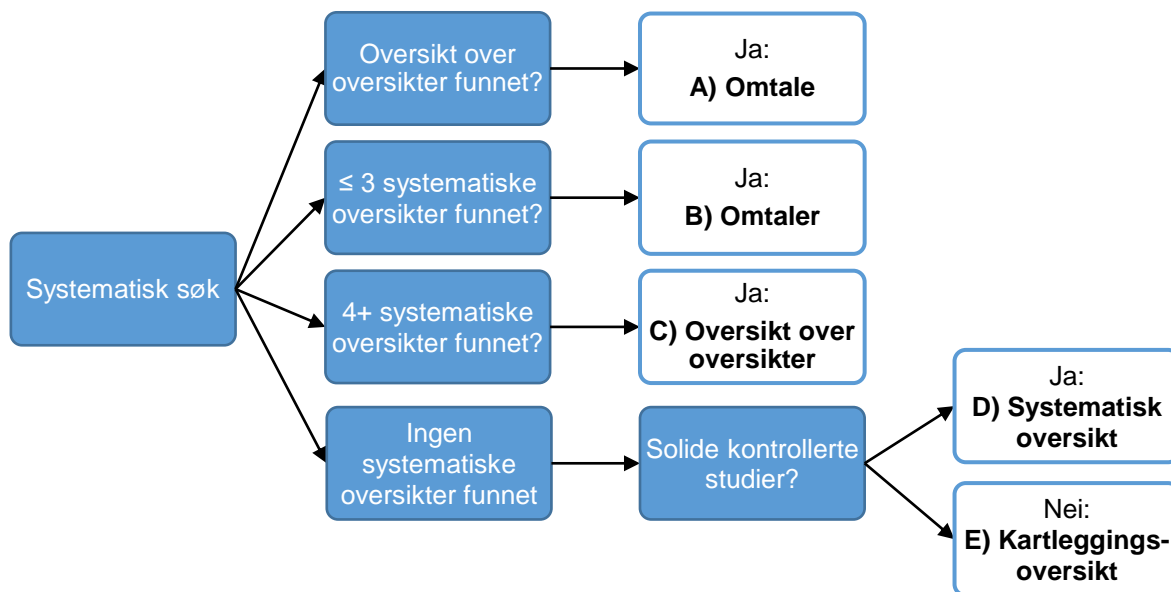 Oversikt over
oversikter funnet?
Ja:
A) Omtale
≤ 3 systematiske
oversikter funnet?
Ja:
B) Omtaler
Systematisk søk
4+ systematiske
oversikter funnet?
Ja:
C) Oversikt over
oversikter
Ingen
systematiske
oversikter funnet
Solide kontrollerte
studier?
Ja:
D) Systematisk
oversikt
Nei:
E) Kartleggings-
oversikt